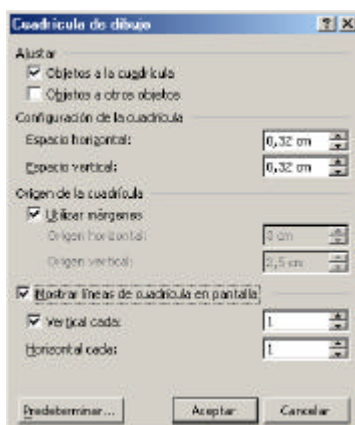 Cuadrícula de dibujo
Ajustar
Objetos a la cuadrícula
Objetos a otros objetos
Configuración de la cuadrícula
Espacio horizontal: 0,32 cm
Espacio vertical: 0,32 cm
Origen de la cuadrícula
Utilizar márgenes
Origen horizontal: 3 cm
Origen vertical: 2,5 cm
Mostrar líneas de cuadrícula en pantalla
Vertical cada: 1
Horizontal cada: 1
Predeterminar... Aceptar Cancelar